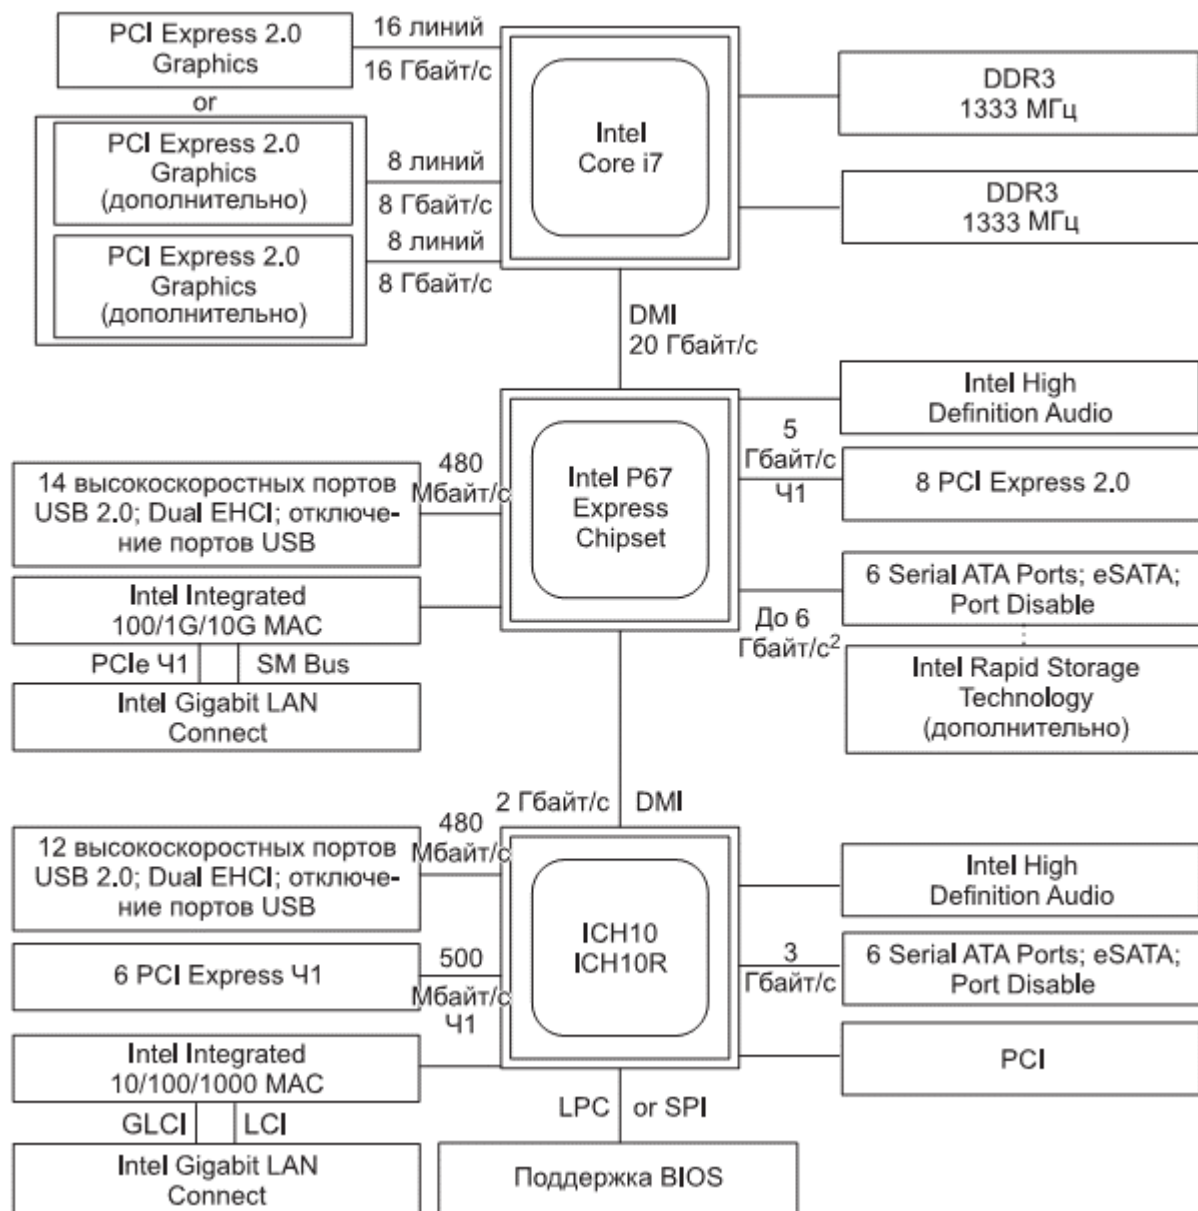 PCI Express 2.0
Graphics
16 линий
16 Гбайт/с
or
PCI Express 2.0
Graphics
(дополнительно)
8 линий
8 Гбайт/с
PCI Express 2.0
Graphics
(дополнительно)
8 линий
8 Гбайт/с
Intel
Core i7
DDR3
1333 МГц
DDR3
1333 МГц
DMI
20 Гбайт/с
Intel High
Definition Audio
5
Гбайт/с
Ч1
8 PCI Express 2.0
Intel P67
Express
Chipset
480
Мбайт/с
14 высокоскоростных портов
USB 2.0; Dual EHCI; отключе-
ние портов USB
Intel Integrated
100/1G/10G MAC
PCIe Ч1
SM Bus
Intel Gigabit LAN
Connect
6 Serial ATA Ports; eSATA;
Port Disable
До 6
Гбайт/с2
Intel Rapid Storage
Technology
(дополнительно)
2 Гбайт/с
DMI
480
Мбайт/с
12 высокоскоростных портов
USB 2.0; Dual EHCI; отключе-
ние портов USB
ICH10
ICH10R
Intel High
Definition Audio
6 PCI Express Ч1
500
Мбайт/с
Ч1
3
Гбайт/с
6 Serial ATA Ports; eSATA;
Port Disable
Intel Integrated
10/100/1000 MAC
PCI
GLCI
LCI
Intel Gigabit LAN
Connect
LPC
or SPI
Поддержка BIOS